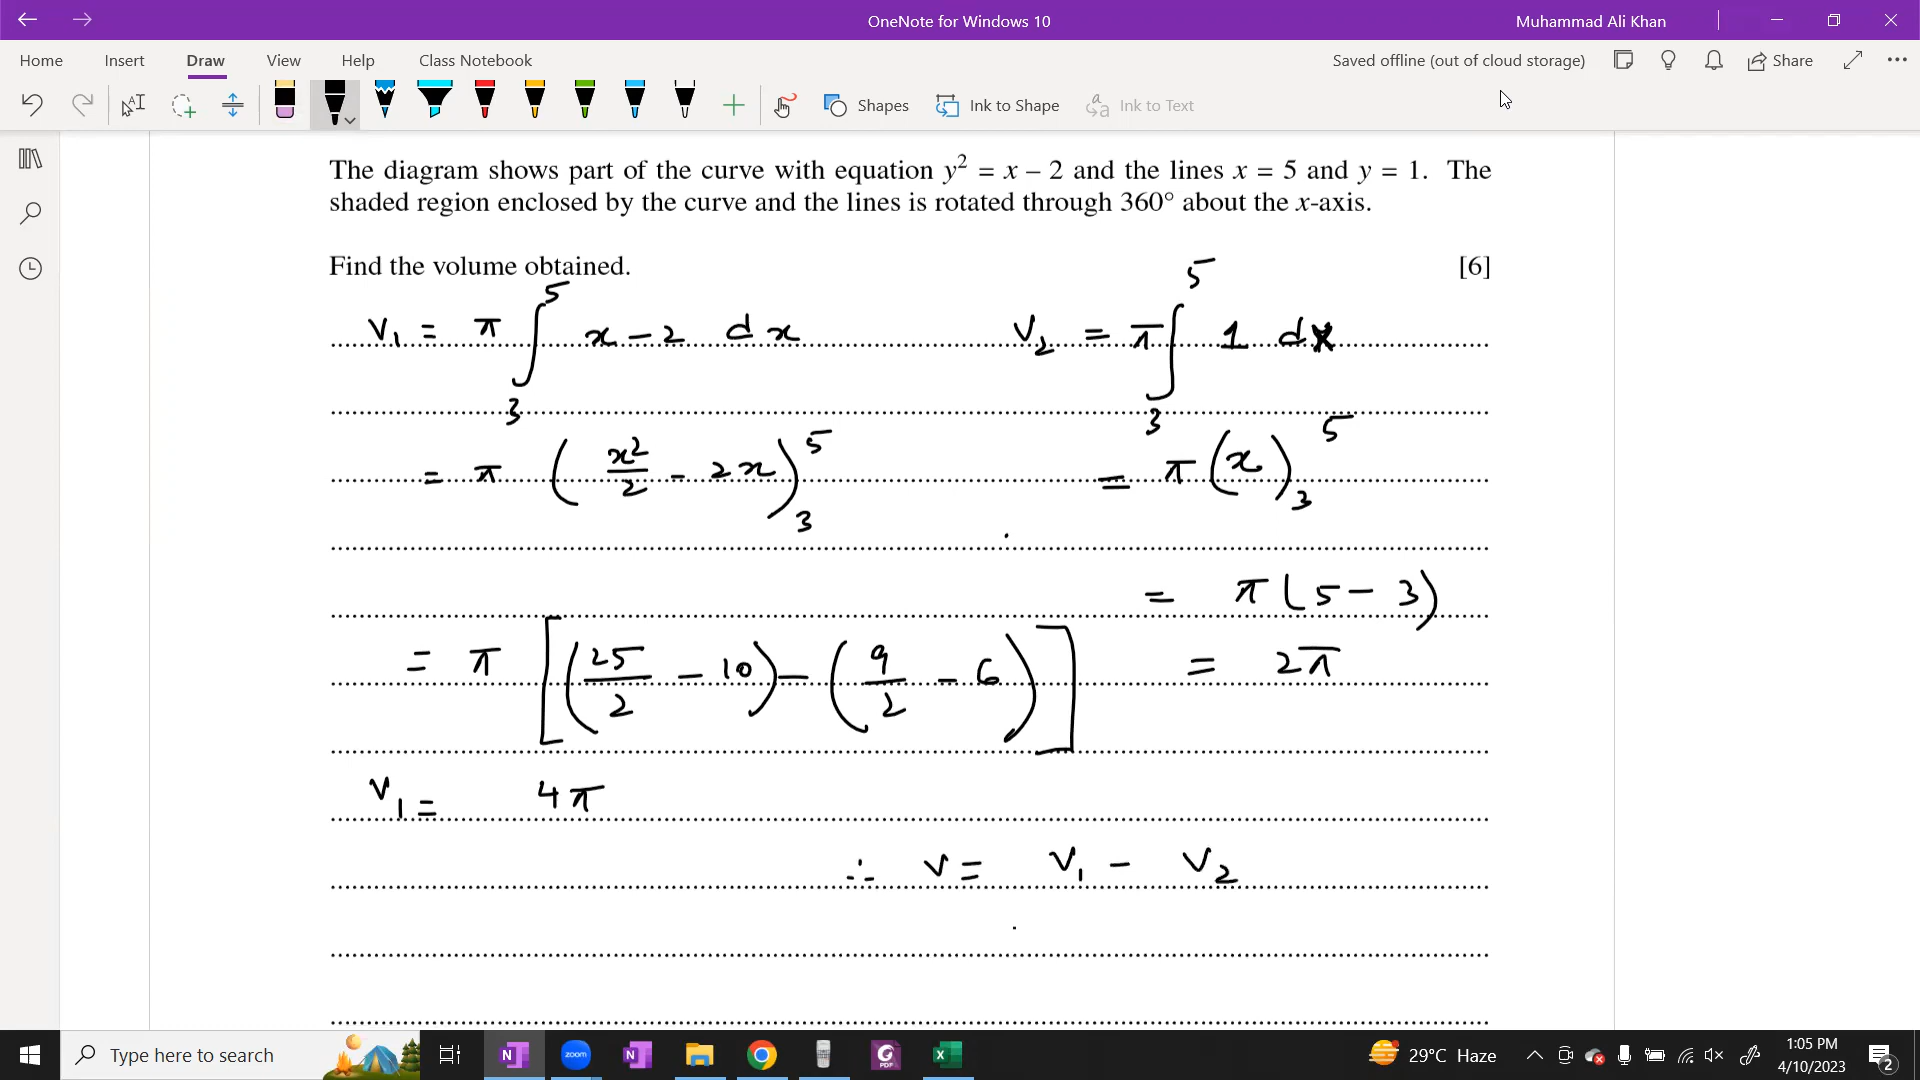 OneNote for Windows 10
Muhammad Ali Khan
Home Insert Draw View Help Class Notebook
Saved offline (out of cloud storage) Share
Shapes Ink to Shape Ink to Text
The diagram shows part of the curve with equation y² = x – 2 and the lines x = 5 and y = 1. The
shaded region enclosed by the curve and the lines is rotated through 360° about the x-axis.
Find the volume obtained. [6]
V₁ = π ∫₃⁵ x − 2 dx
= π (x²/2 − 2x)₃⁵
= π [(25/2 − 10) − (9/2 − 6)]
V₁ = 4π
V₂ = π ∫₃⁵ 1 dx
= π (x)₃⁵
= π (5 − 3)
= 2π
∴ V = V₁ − V₂
Type here to search
zoom
PDF
29°C Haze
1:05 PM
4/10/2023
2